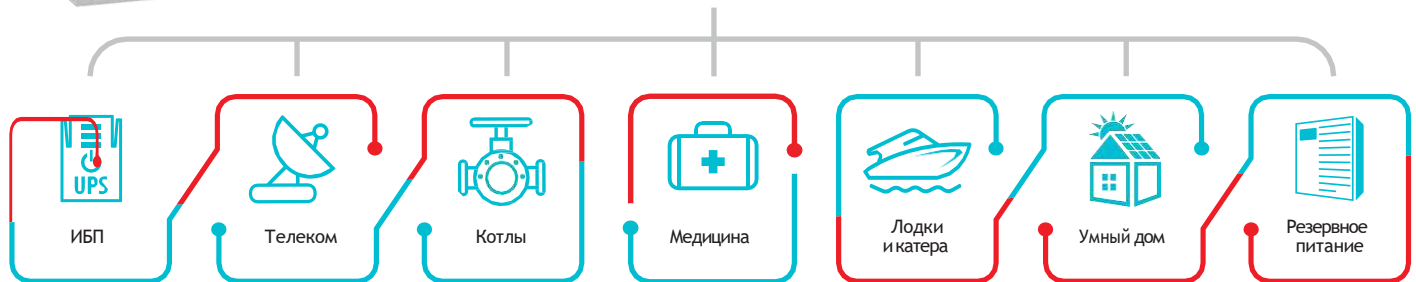 UPS
ИБП
Телеком
Котлы
Медицина
Лодки
и катера
Умный дом
Резервное
питание